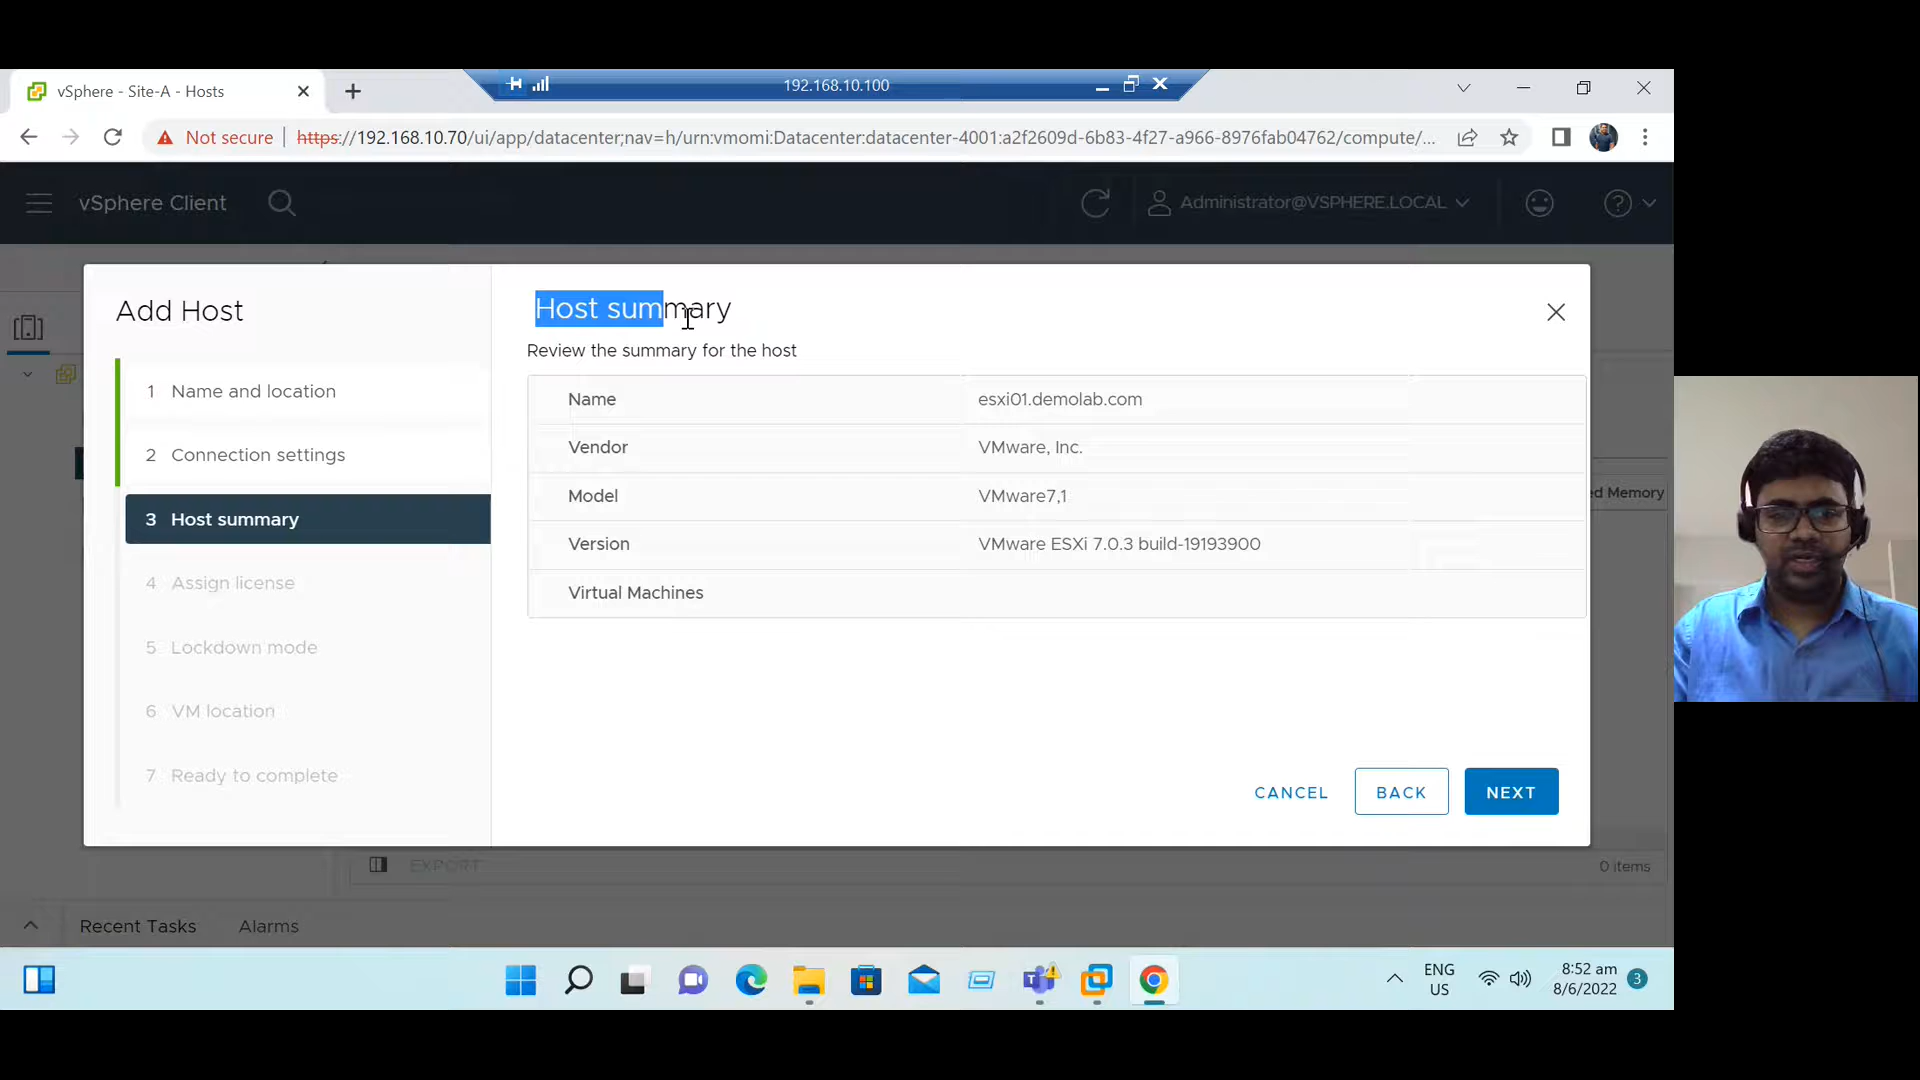 vSphere - Site-A - Hosts
192.168.10.100
Not secure
https://192.168.10.70/ui/app/datacenter;nav=h/urn:vmomi:Datacenter:datacenter-4001:a2f2609d-6b83-4f27-a966-8976fab04762/compute/...
vSphere Client
Administrator@VSPHERE.LOCAL
Add Host
1 Name and location
2 Connection settings
3 Host summary
4 Assign license
5 Lockdown mode
6 VM location
7 Ready to complete
Host summary
Review the summary for the host
Name esxi01.demolab.com
Vendor VMware, Inc.
Model VMware7,1
Version VMware ESXi 7.0.3 build-19193900
Virtual Machines
CANCEL
BACK
NEXT
Memory
EXPORT
0 items
Recent Tasks
Alarms
ENG
US
8:52 am
8/6/2022
3